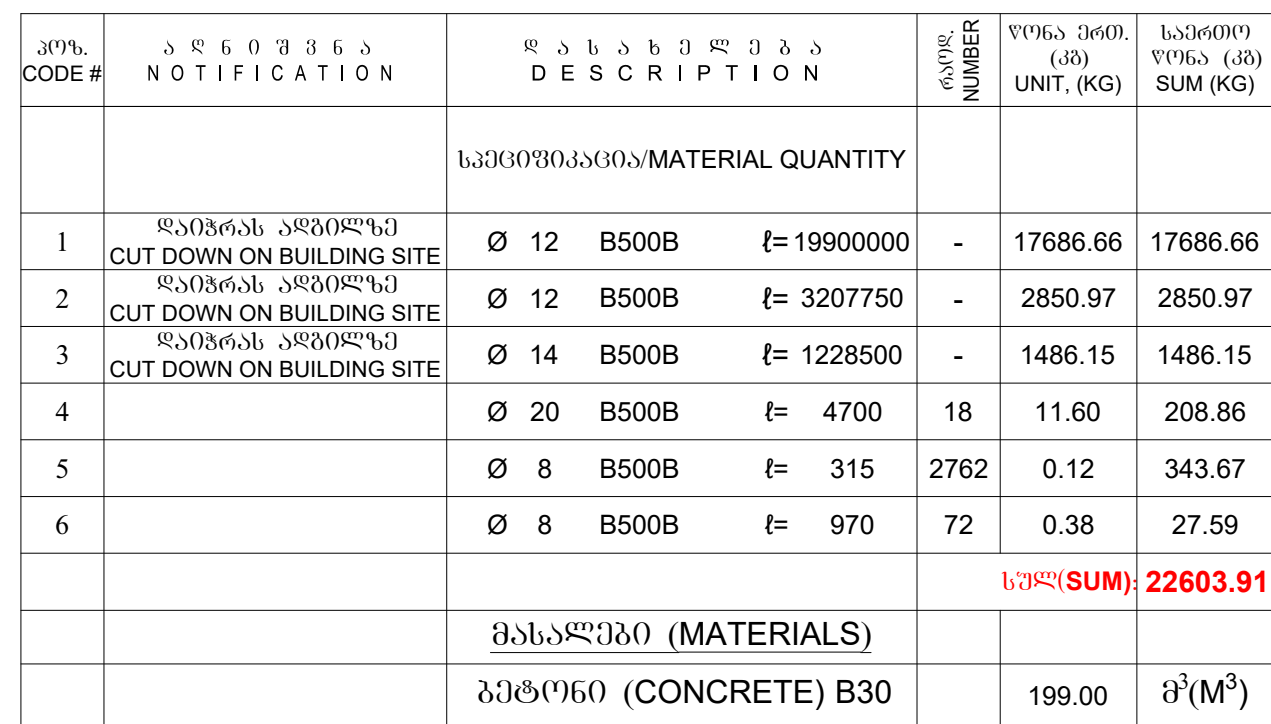 პოზ.
CODE #
ა ღ ნ ი შ ვ ნ ა
N O T I F I C A T I O N
დ ა ს ა ხ ე ლ ე ბ ა
D E S C R I P T I O N
რაოდ.
NUMBER
წონა ერთ.
(კგ)
UNIT, (KG)
საერთო
წონა (კგ)
SUM (KG)
სპეციფიკაცია/MATERIAL QUANTITY
1
დაიჭრას ადგილზე
CUT DOWN ON BUILDING SITE
Ø 12 B500B ℓ= 19900000 - 17686.66 17686.66
2
დაიჭრას ადგილზე
CUT DOWN ON BUILDING SITE
Ø 12 B500B ℓ= 3207750 - 2850.97 2850.97
3
დაიჭრას ადგილზე
CUT DOWN ON BUILDING SITE
Ø 14 B500B ℓ= 1228500 - 1486.15 1486.15
4 Ø 20 B500B ℓ= 4700 18 11.60 208.86
5 Ø 8 B500B ℓ= 315 2762 0.12 343.67
6 Ø 8 B500B ℓ= 970 72 0.38 27.59
სულ(SUM): 22603.91
მასალები (MATERIALS)
ბეტონი (CONCRETE) B30 199.00 მ³(M³)